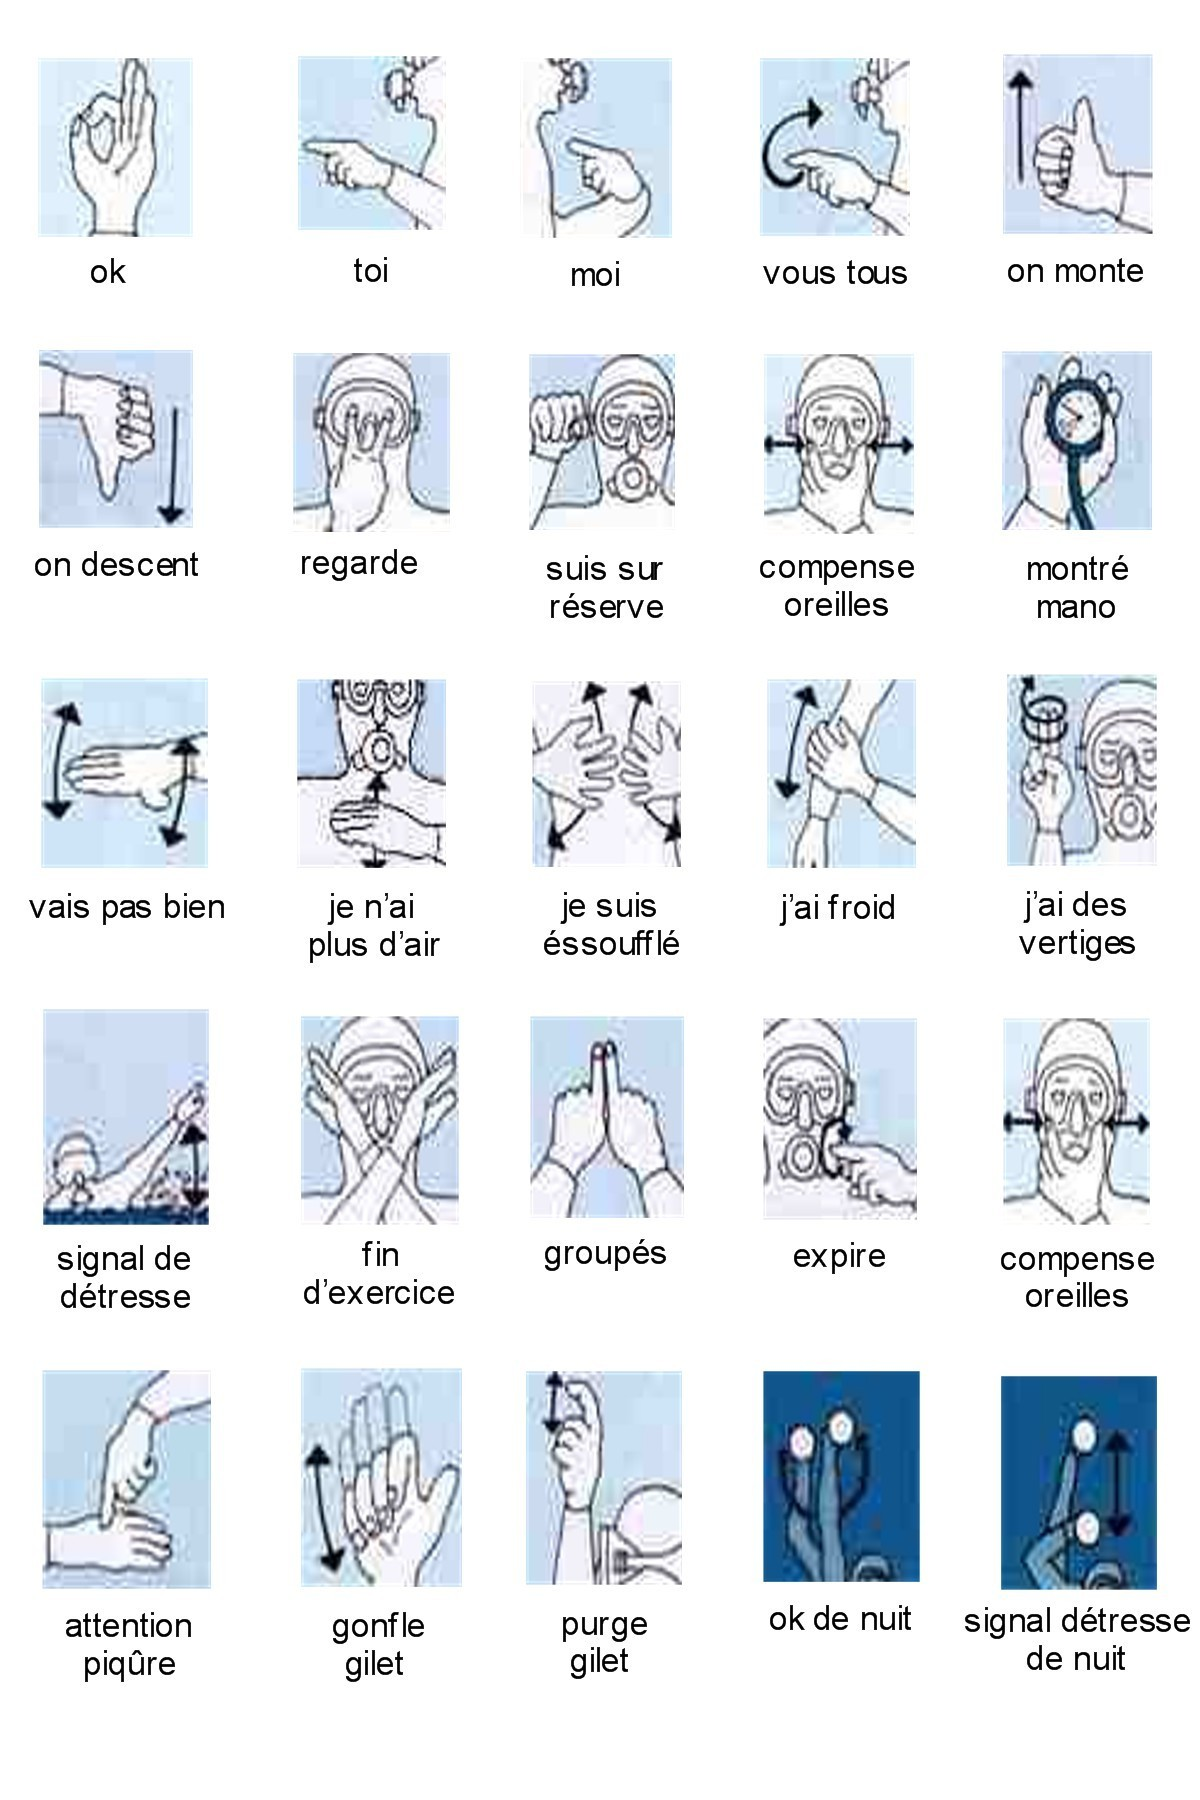 ok
toi
moi
vous tous
on monte
on descent
regarde
suis sur
réserve
compense
oreilles
montré
mano
vais pas bien
je n'ai
plus d'air
je suis
éssoufflé
j'ai froid
j'ai des
vertiges
signal de
détresse
fin
d'exercice
groupés
expire
compense
oreilles
attention
piqûre
gonfle
gilet
purge
gilet
ok de nuit
signal détresse
de nuit